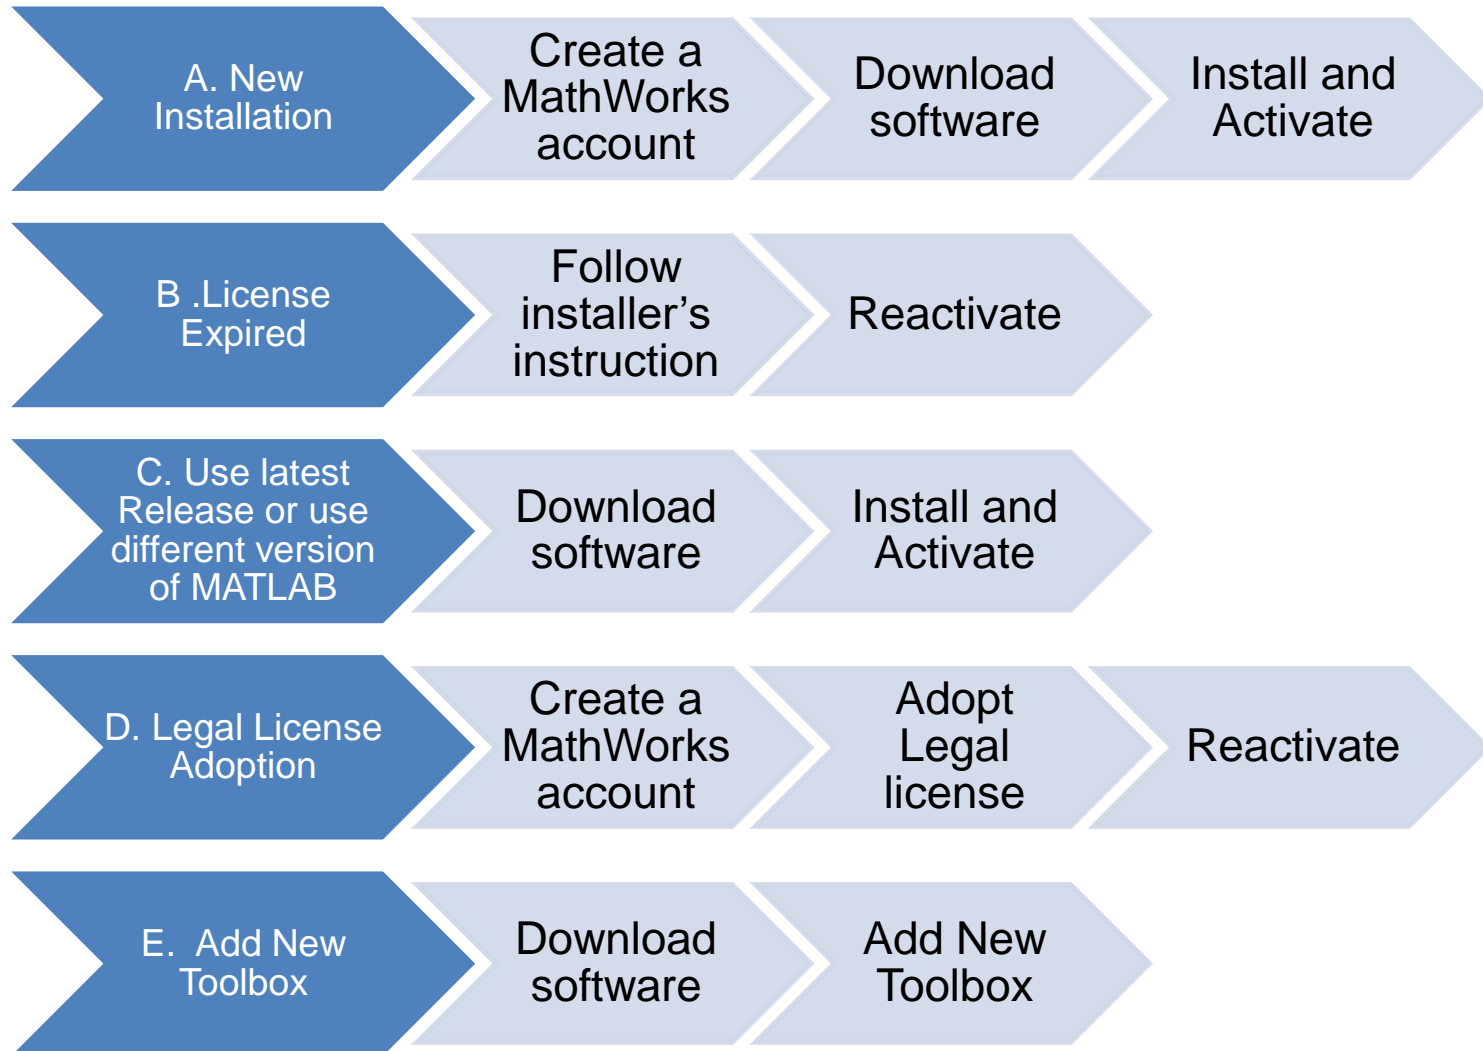 A. New
Installation
Create a
MathWorks
account
Download
software
Install and
Activate
B .License
Expired
Follow
installer’s
instruction
Reactivate
C. Use latest
Release or use
different version
of MATLAB
Download
software
Install and
Activate
D. Legal License
Adoption
Create a
MathWorks
account
Adopt
Legal
license
Reactivate
E.  Add New
Toolbox
Download
software
Add New
Toolbox